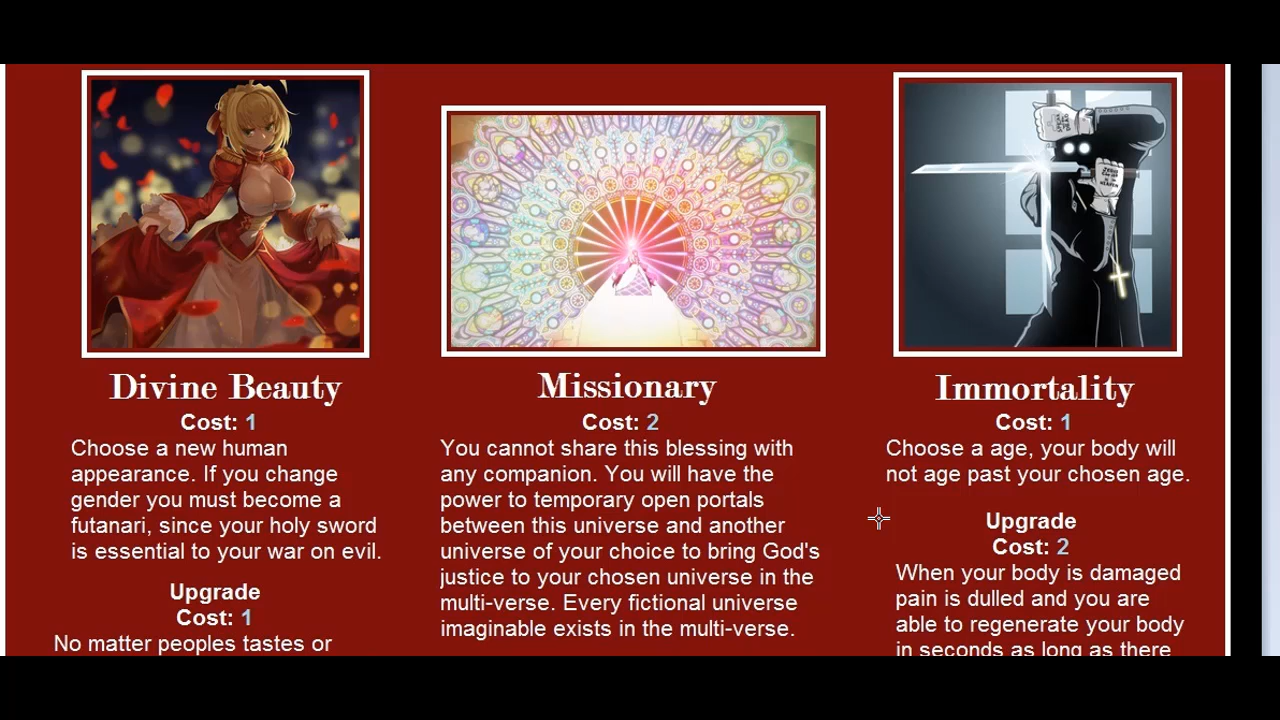 Divine Beauty
Cost: 1
Choose a new human
appearance. If you change
gender you must become a
futanari, since your holy sword
is essential to your war on evil.
Upgrade
Cost: 1
No matter peoples tastes or
Missionary
Cost: 2
You cannot share this blessing with
any companion. You will have the
power to temporary open portals
between this universe and another
universe of your choice to bring God's
justice to your chosen universe in the
multi-verse. Every fictional universe
imaginable exists in the multi-verse.
Immortality
Cost: 1
Choose a age, your body will
not age past your chosen age.
Upgrade
Cost: 2
When your body is damaged
pain is dulled and you are
able to regenerate your body
in seconds as long as there